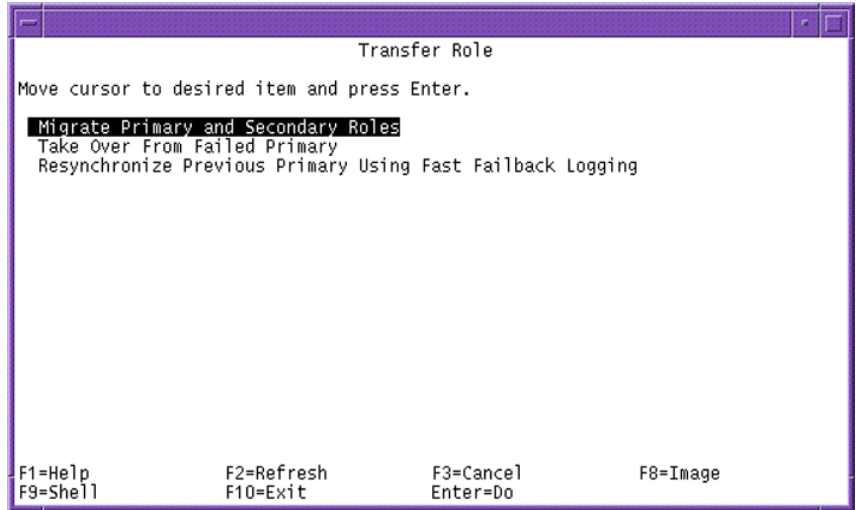 Transfer Role
Move cursor to desired item and press Enter.
Migrate Primary and Secondary Roles
Take Over From Failed Primary
Resynchronize Previous Primary Using Fast Failback Logging
F1=Help F2=Refresh F3=Cancel F8=Image
F9=Shell F10=Exit Enter=Do